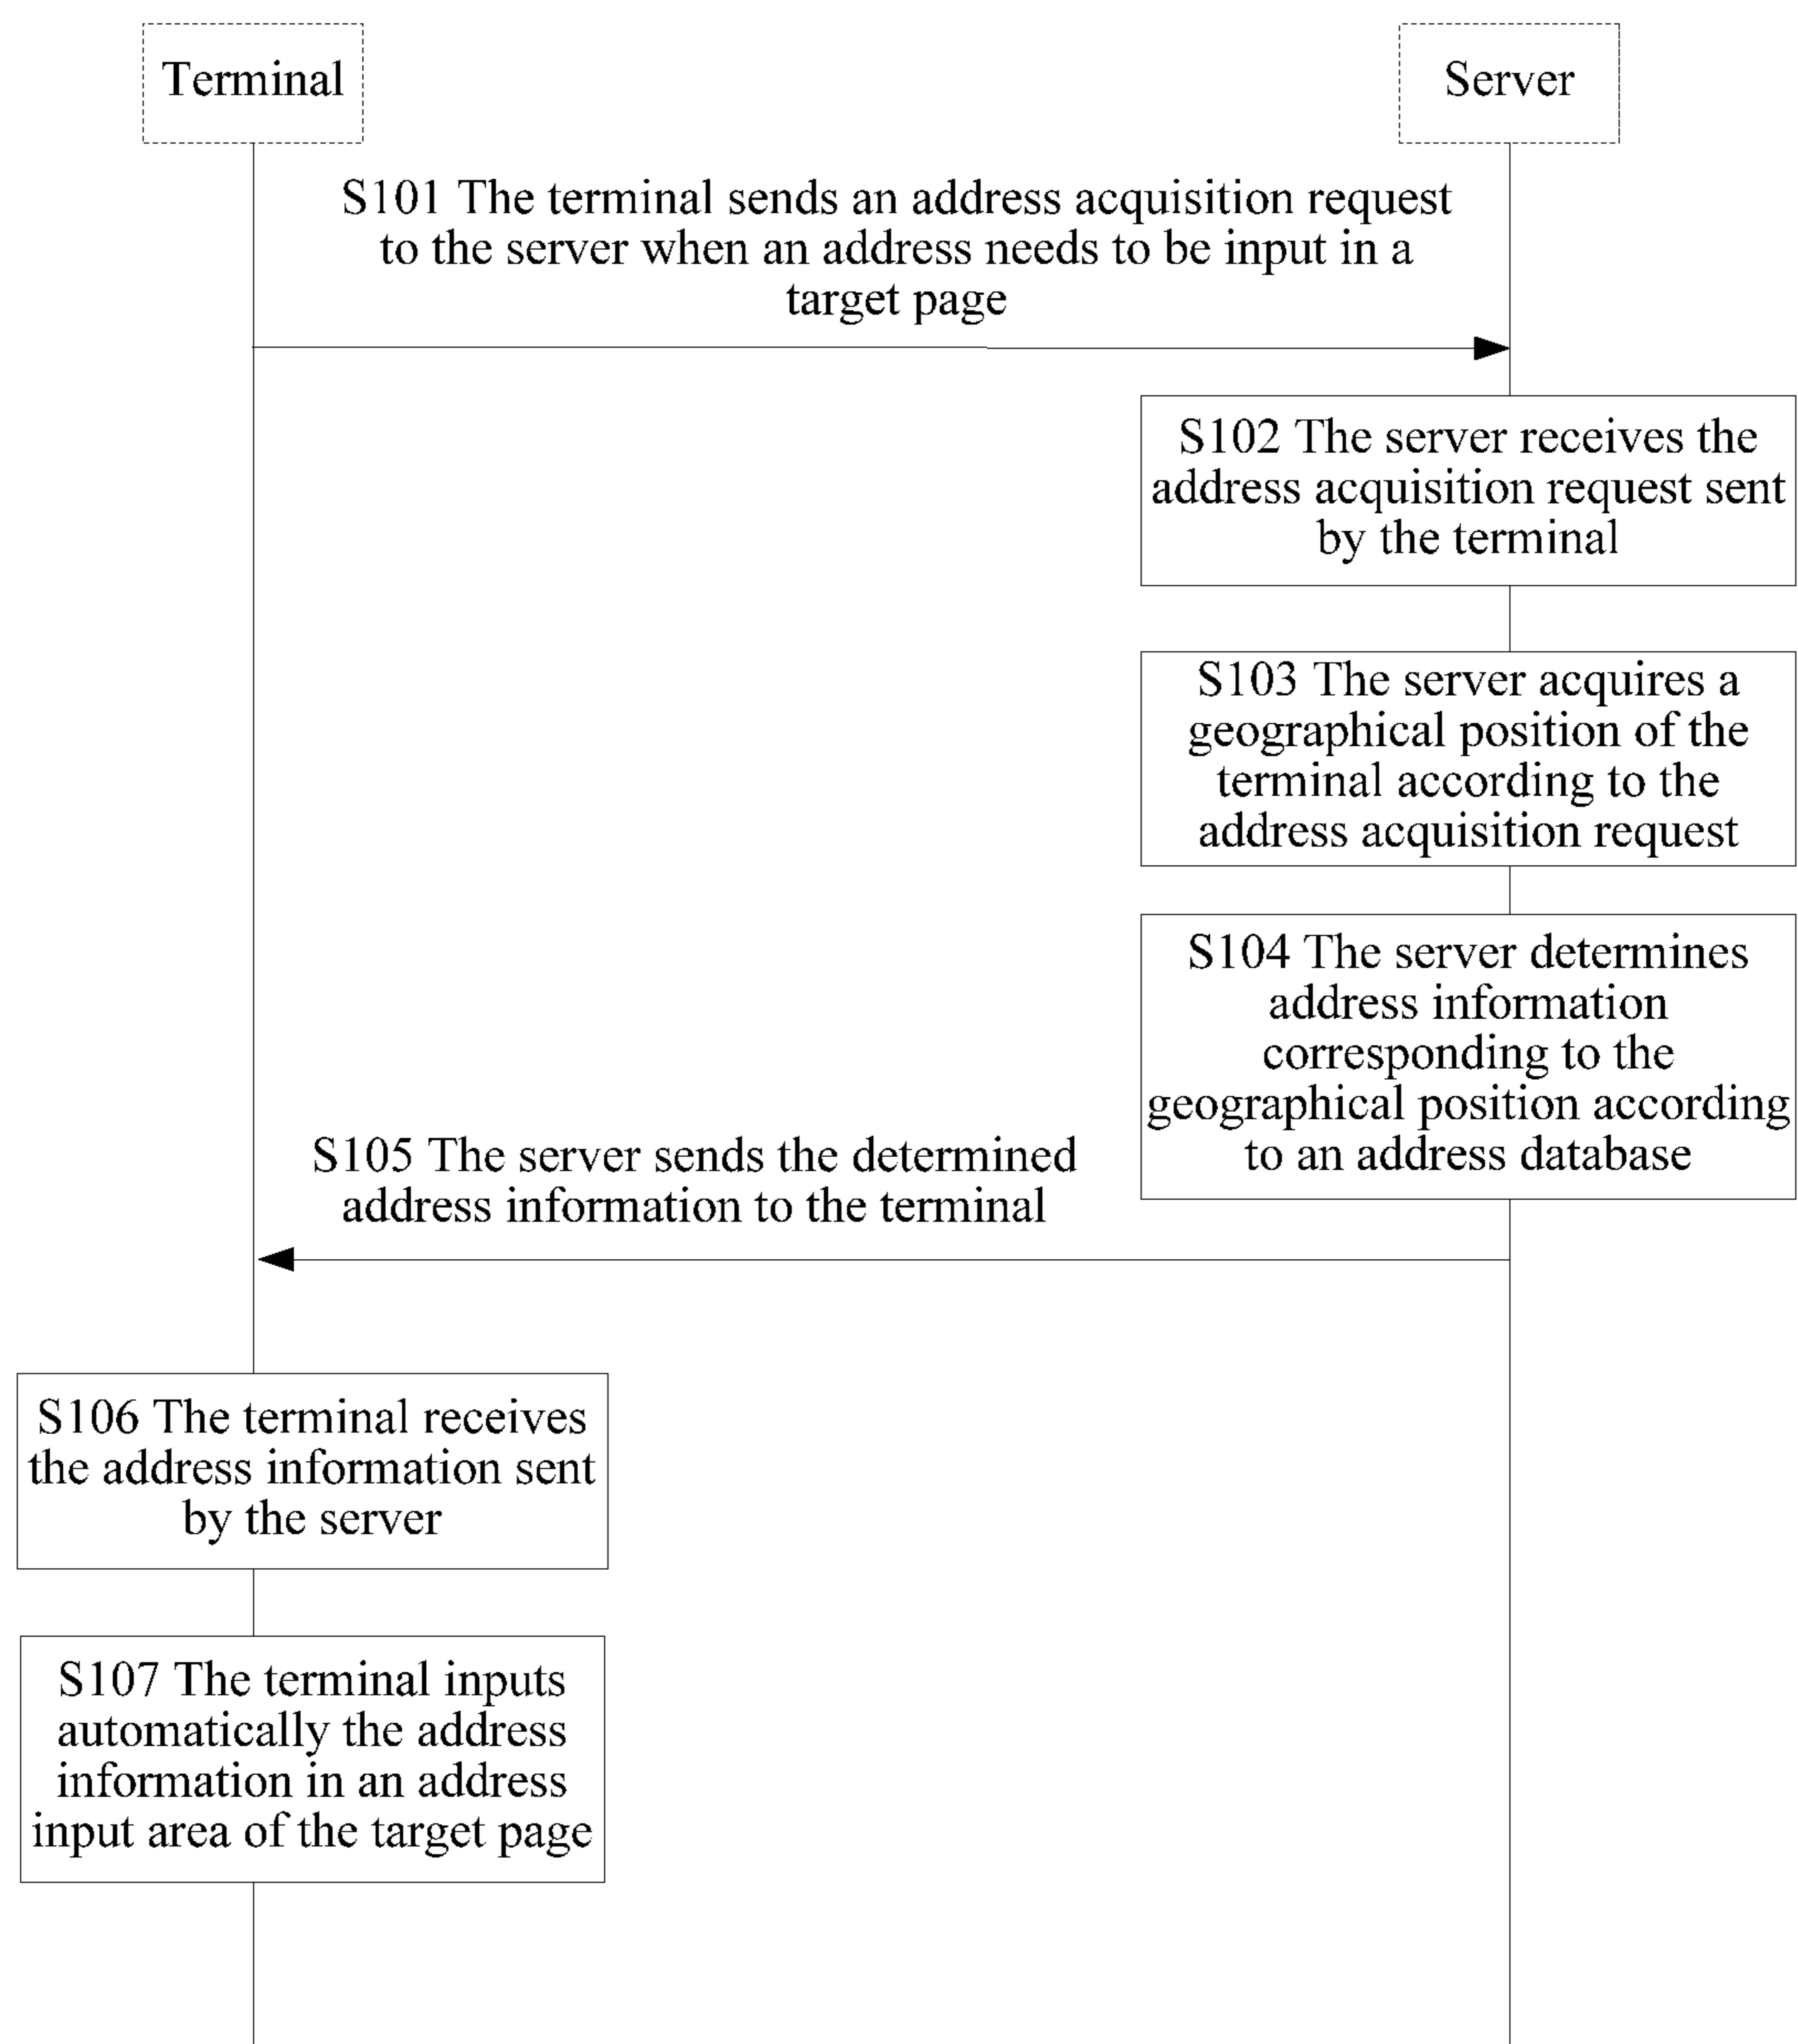 Terminal
Server
S101 The terminal sends an address acquisition request
to the server when an address needs to be input in a
target page
S102 The server receives the
address acquisition request sent
by the terminal
S103 The server acquires a
geographical position of the
terminal according to the
address acquisition request
S104 The server determines
address information
corresponding to the
geographical position according
to an address database
S105 The server sends the determined
address information to the terminal
S106 The terminal receives
the address information sent
by the server
S107 The terminal inputs
automatically the address
information in an address
input area of the target page